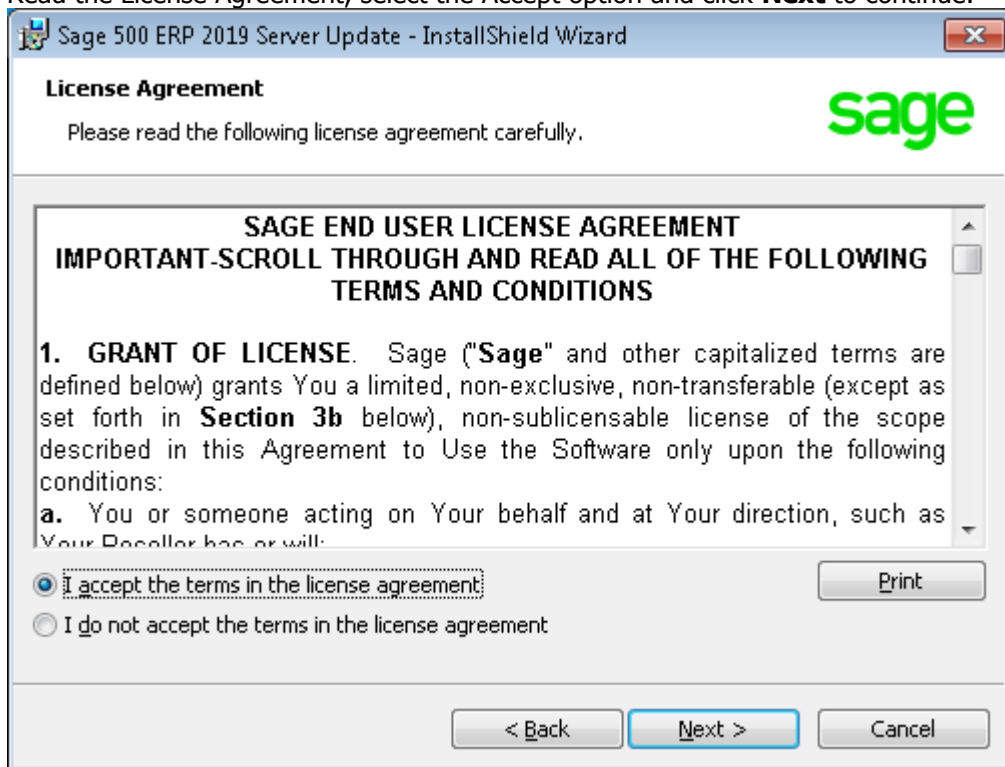 Read the License Agreement, select the Accept option and click Next to continue.
Sage 500 ERP 2019 Server Update - InstallShield Wizard
License Agreement
Please read the following license agreement carefully.
sage
SAGE END USER LICENSE AGREEMENT
IMPORTANT-SCROLL THROUGH AND READ ALL OF THE FOLLOWING
TERMS AND CONDITIONS
1. GRANT OF LICENSE. Sage ("Sage" and other capitalized terms are
defined below) grants You a limited, non-exclusive, non-transferable (except as
set forth in Section 3b below), non-sublicensable license of the scope
described in this Agreement to Use the Software only upon the following
conditions:
a. You or someone acting on Your behalf and at Your direction, such as
Your Reseller has or will:
I accept the terms in the license agreement
Print
I do not accept the terms in the license agreement
< Back
Next >
Cancel